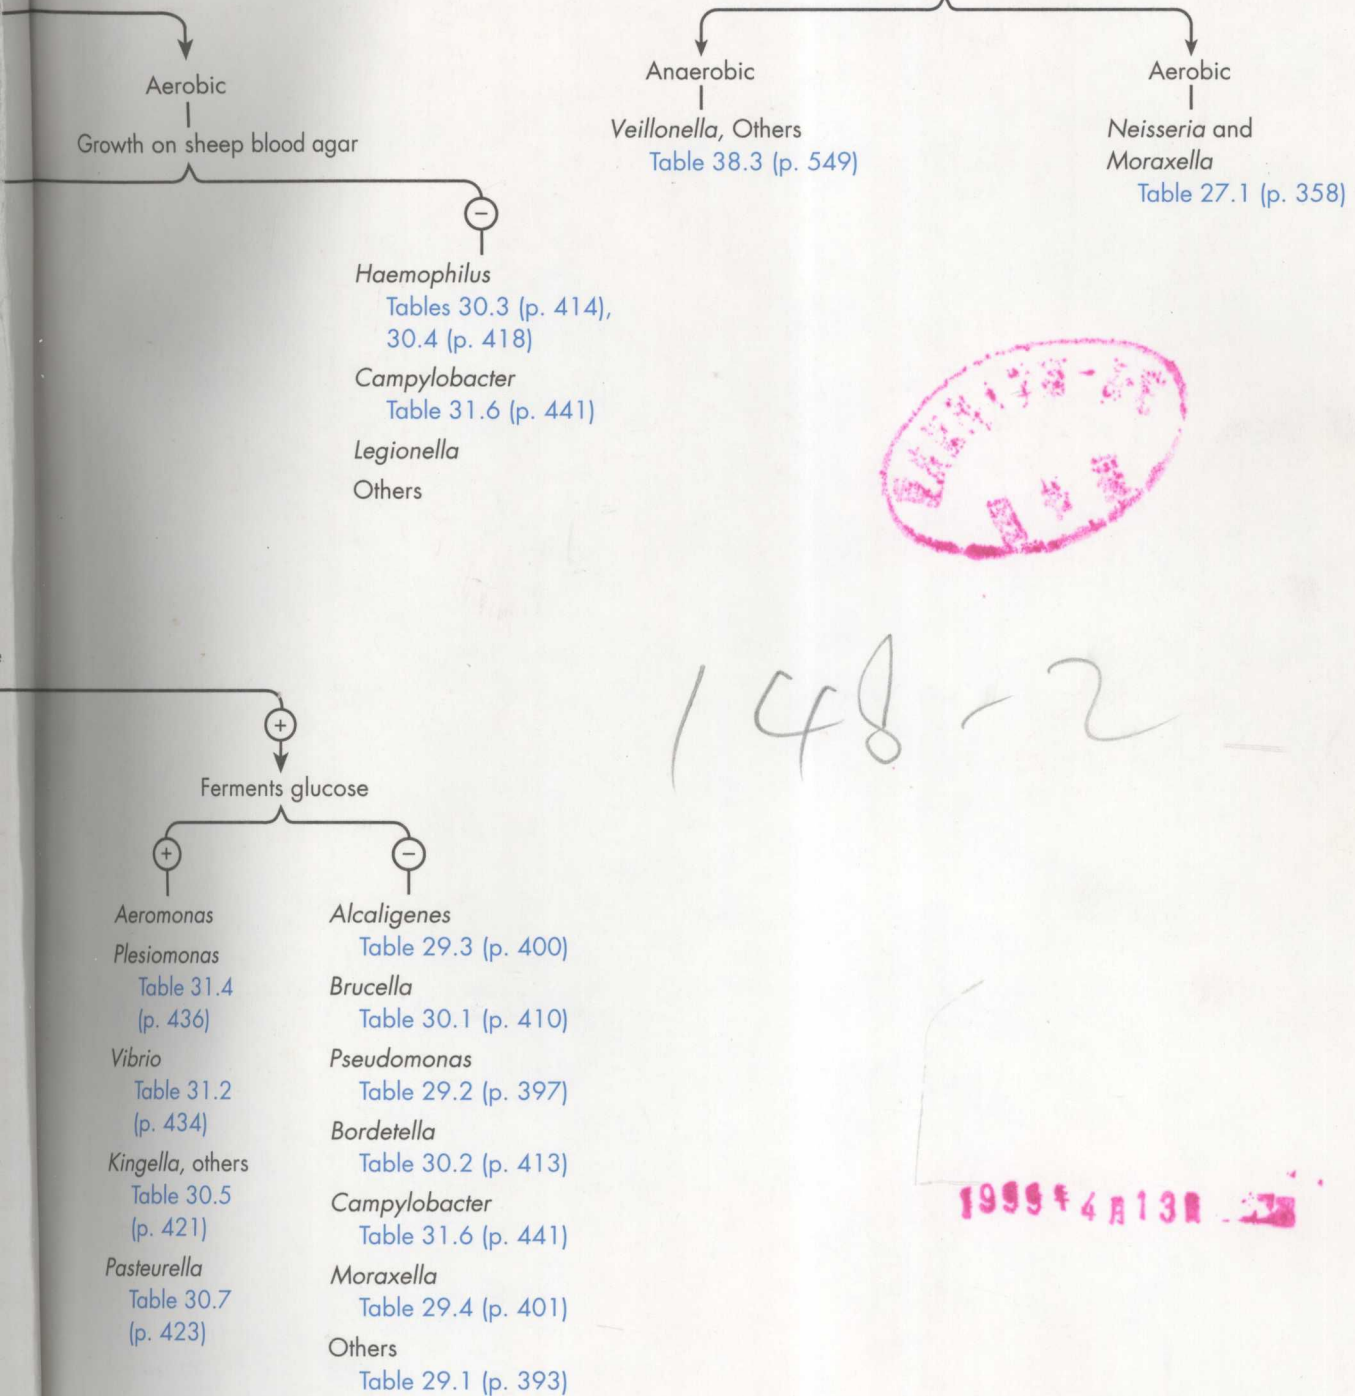 Aerobic
Growth on sheep blood agar
−
Haemophilus
Tables 30.3 (p. 414),
30.4 (p. 418)
Campylobacter
Table 31.6 (p. 441)
Legionella
Others
Anaerobic
Veillonella, Others
Table 38.3 (p. 549)
Aerobic
Neisseria and
Moraxella
Table 27.1 (p. 358)
148-2
+
Ferments glucose
+
Aeromonas
Plesiomonas
Table 31.4
(p. 436)
Vibrio
Table 31.2
(p. 434)
Kingella, others
Table 30.5
(p. 421)
Pasteurella
Table 30.7
(p. 423)
−
Alcaligenes
Table 29.3 (p. 400)
Brucella
Table 30.1 (p. 410)
Pseudomonas
Table 29.2 (p. 397)
Bordetella
Table 30.2 (p. 413)
Campylobacter
Table 31.6 (p. 441)
Moraxella
Table 29.4 (p. 401)
Others
Table 29.1 (p. 393)
1999年4月13日